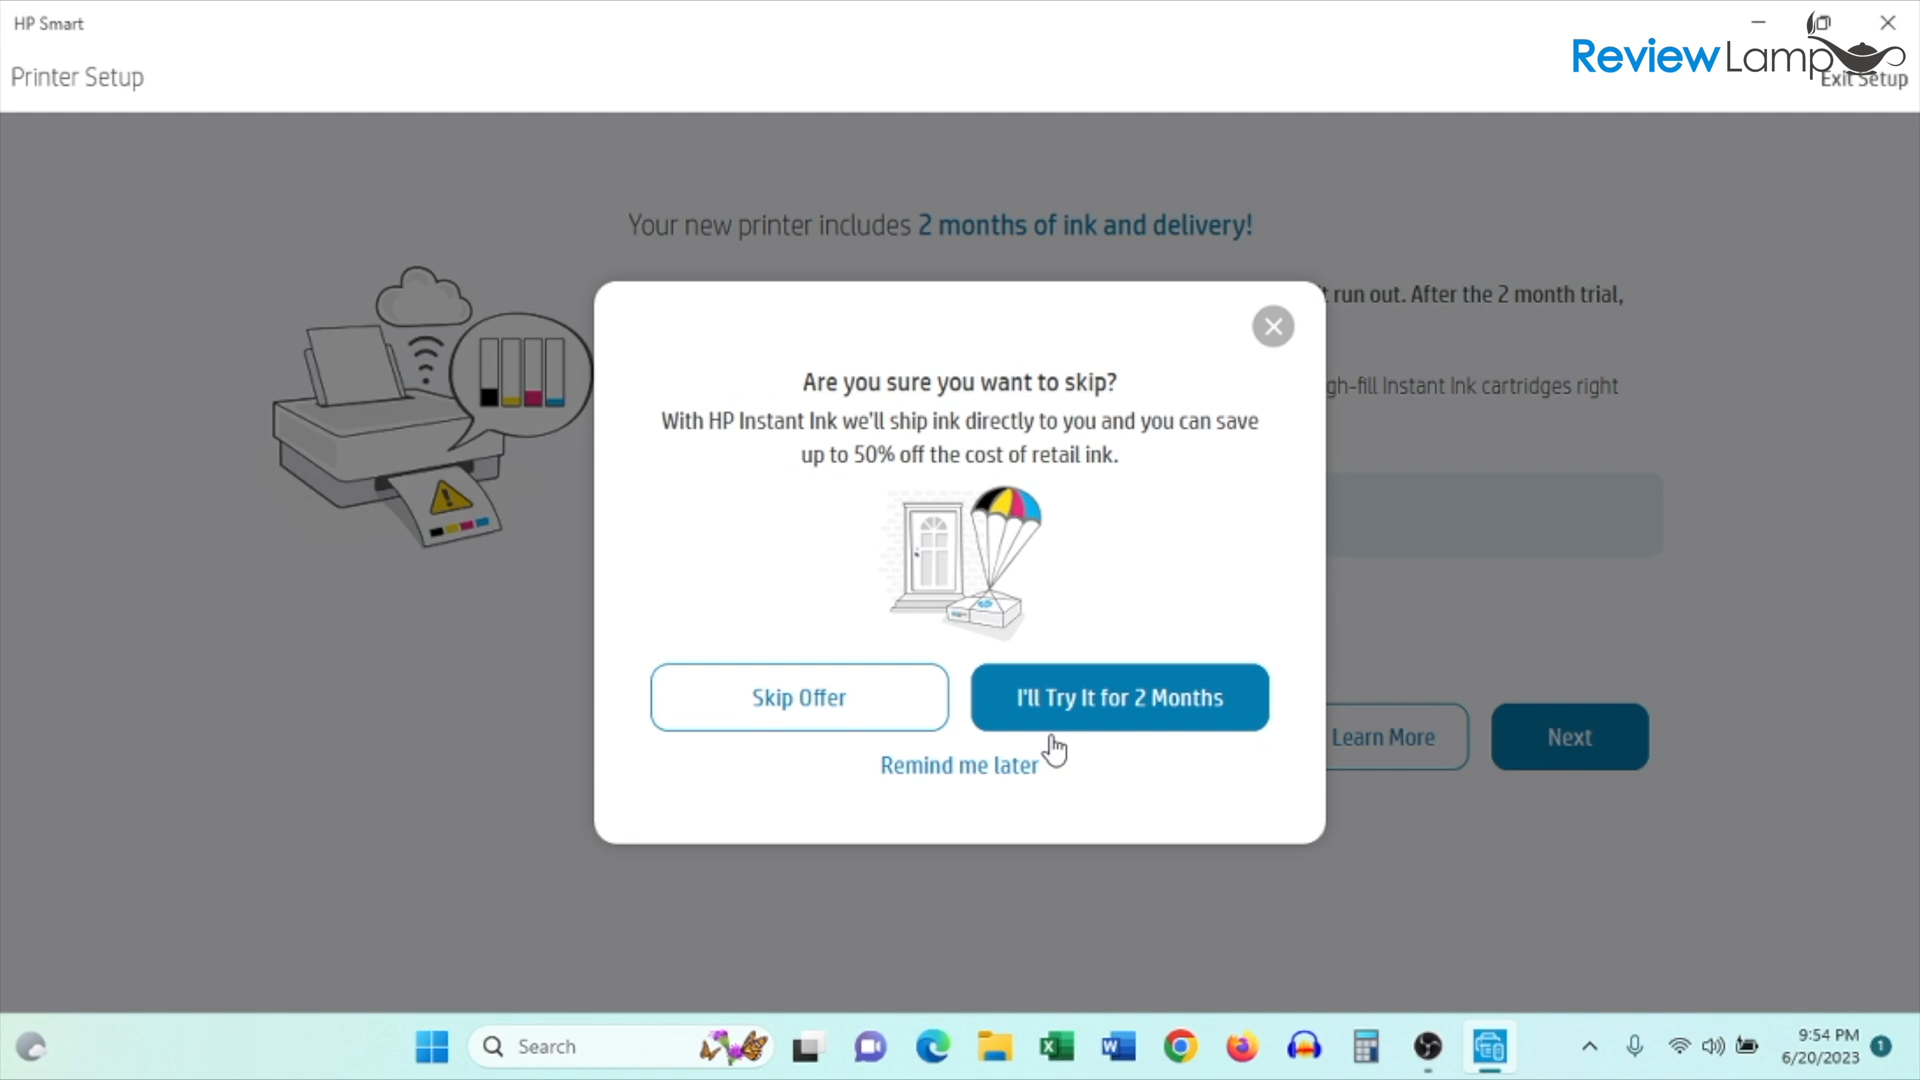 HP Smart
ReviewLamp
Printer Setup
Exit Setup
Your new printer includes 2 months of ink and delivery!
run out. After the 2 month trial,
Are you sure you want to skip?
With HP Instant Ink we'll ship ink directly to you and you can save
up to 50% off the cost of retail ink.
gh-fill Instant Ink cartridges right
Skip Offer
I'll Try It for 2 Months
Remind me later
Learn More
Next
Search
9:54 PM
6/20/2023
1